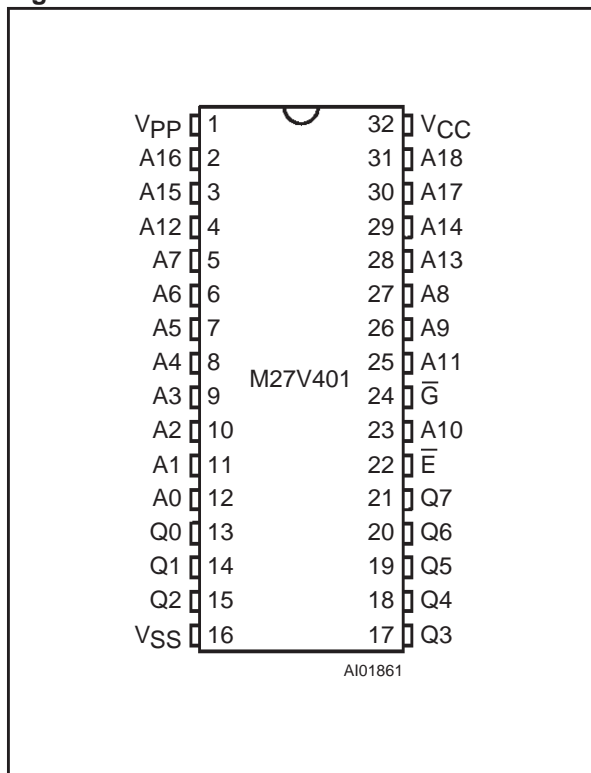 VPP 1 32 VCC
A16 2 31 A18
A15 3 30 A17
A12 4 29 A14
A7 5 28 A13
A6 6 27 A8
A5 7 26 A9
A4 8 25 A11
M27V401
A3 9 24 G̅
A2 10 23 A10
A1 11 22 E̅
A0 12 21 Q7
Q0 13 20 Q6
Q1 14 19 Q5
Q2 15 18 Q4
VSS 16 17 Q3
AI01861